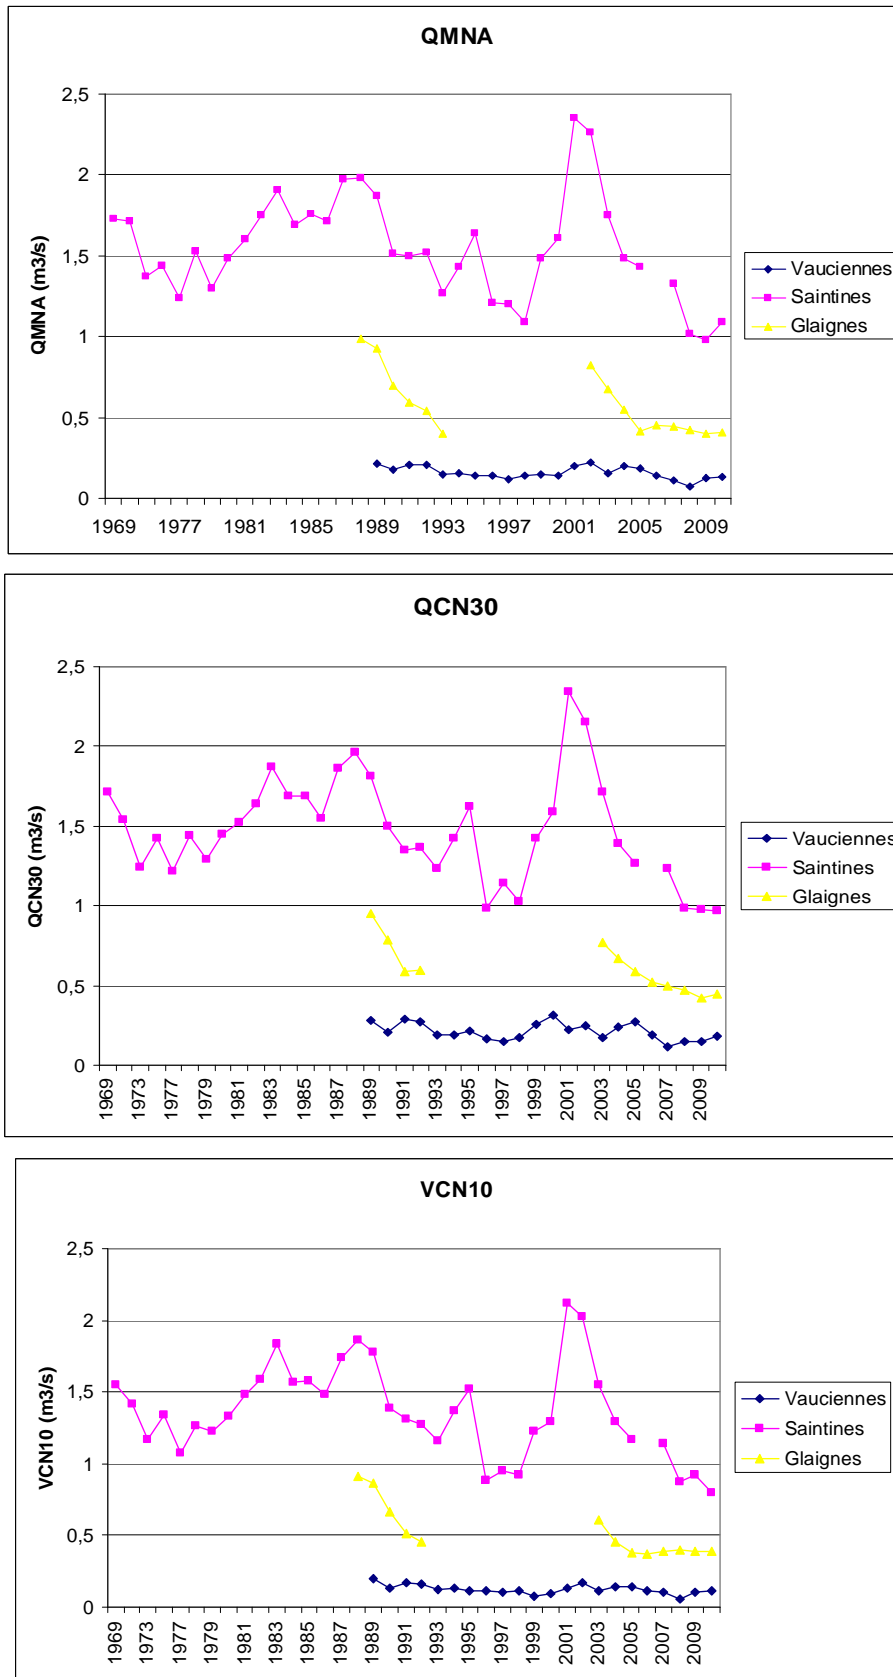 QMNA
2,5
2
1,5
1
0,5
0
QMNA (m3/s)
1969 1977 1981 1985 1989 1993 1997 2001 2005 2009
Vauciennes
Saintines
Glaignes
QCN30
2,5
2
1,5
1
0,5
0
QCN30 (m3/s)
1969 1973 1977 1979 1981 1983 1985 1987 1989 1991 1993 1995 1997 1999 2001 2003 2005 2007 2009
Vauciennes
Saintines
Glaignes
VCN10
2,5
2
1,5
1
0,5
0
VCN10 (m3/s)
1969 1973 1977 1979 1981 1983 1985 1987 1989 1991 1993 1995 1997 1999 2001 2003 2005 2007 2009
Vauciennes
Saintines
Glaignes